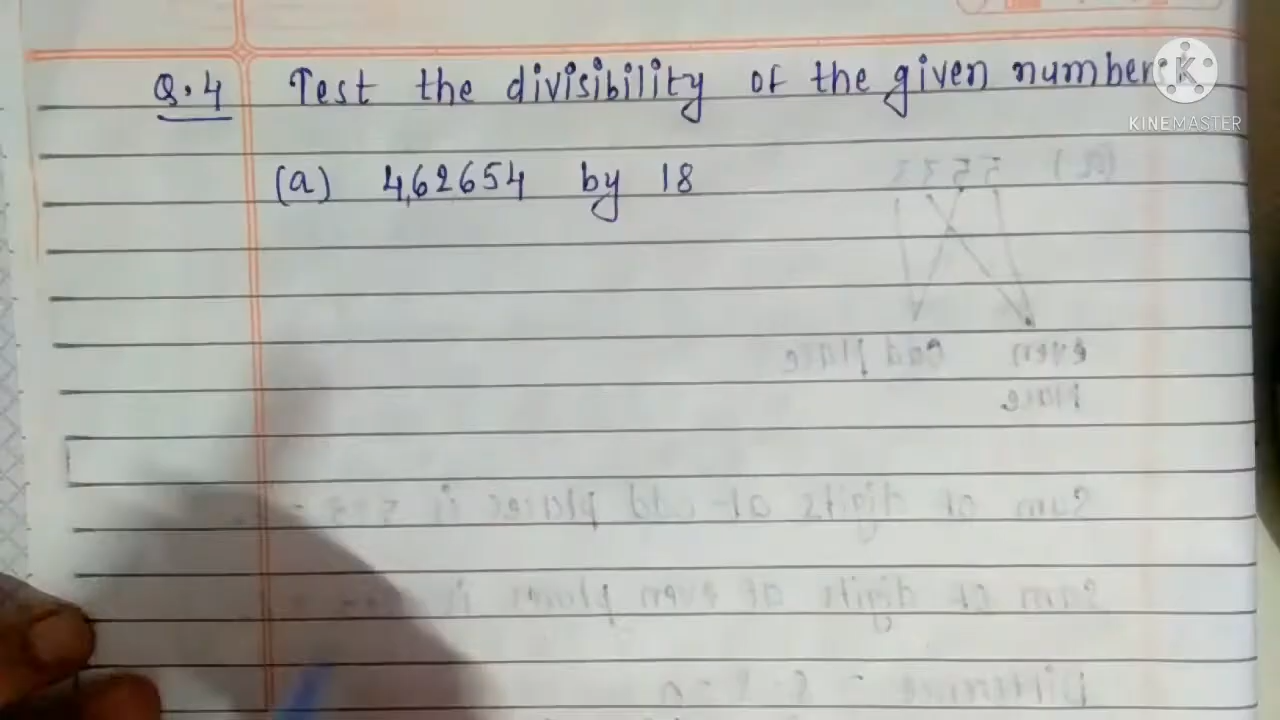 Q.4 Test the divisibility of the given number:
KINEMASTER
(a) 4,62654 by 18